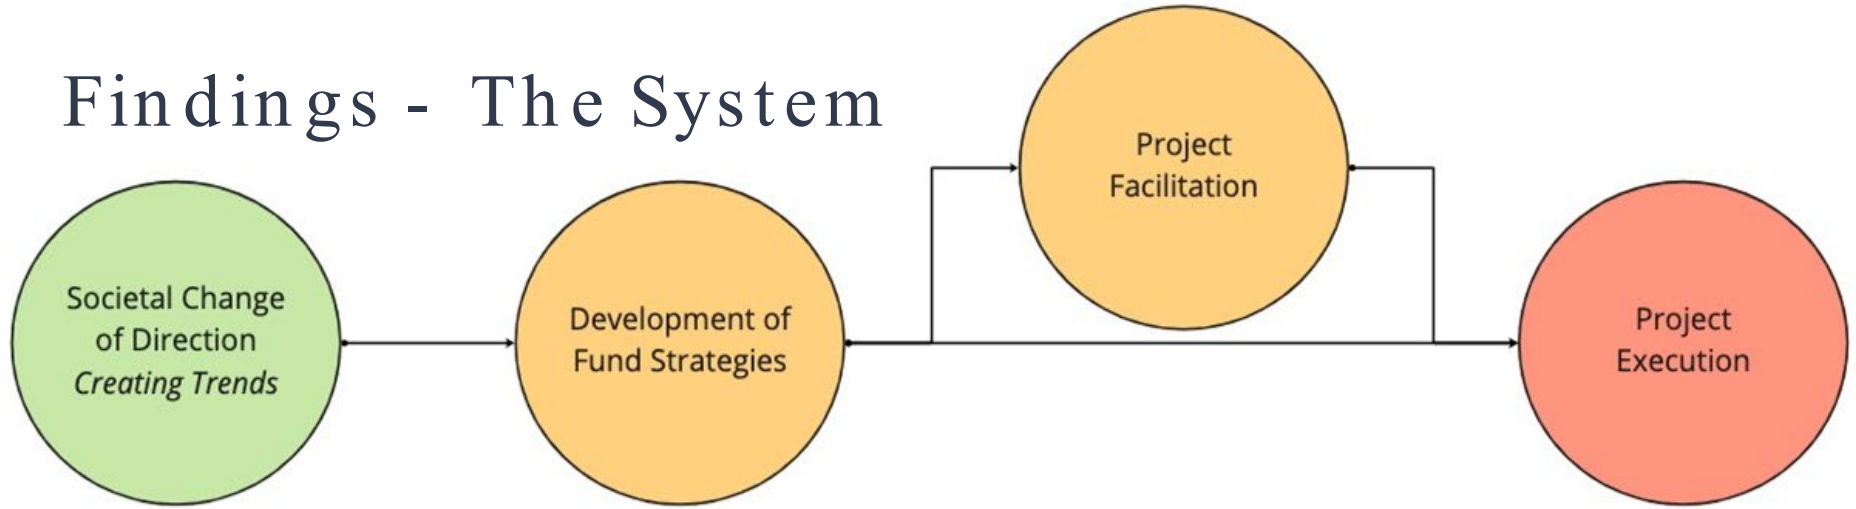 Findings - The System
Societal Change
of Direction
Creating Trends
Development of
Fund Strategies
Project
Facilitation
Project
Execution